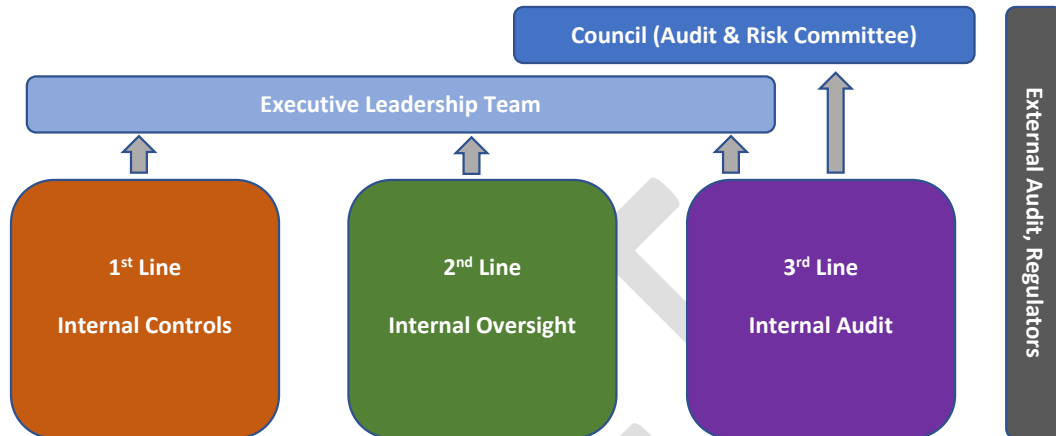 Council (Audit & Risk Committee)
Executive Leadership Team
1st Line
Internal Controls
2nd Line
Internal Oversight
3rd Line
Internal Audit
External Audit, Regulators